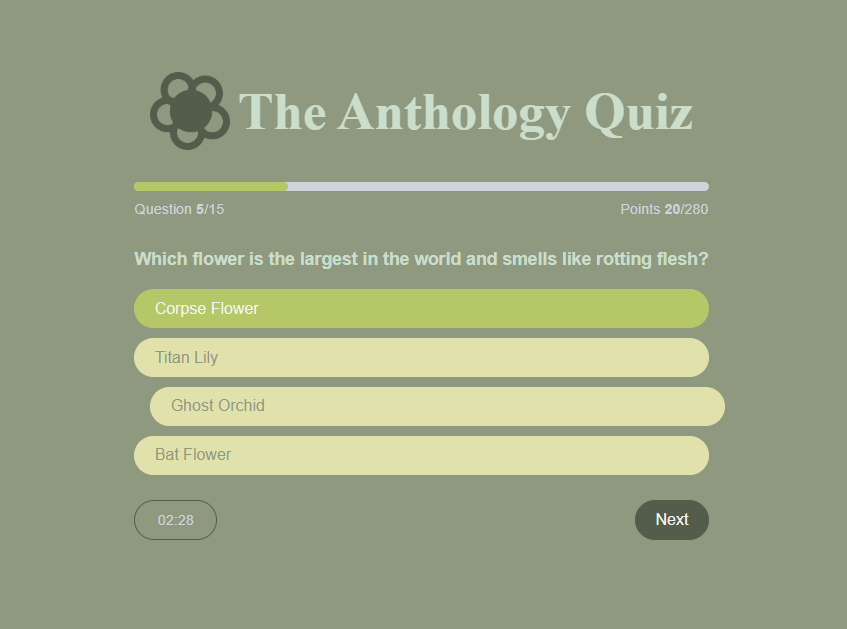 The Anthology Quiz
Question 5/15
Points 20/280
Which flower is the largest in the world and smells like rotting flesh?
Corpse Flower
Titan Lily
Ghost Orchid
Bat Flower
02:28
Next